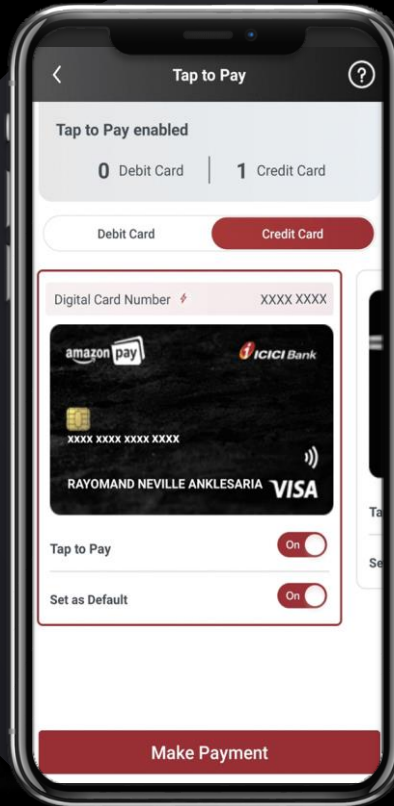 Tap to Pay
?
Tap to Pay enabled
0 Debit Card | 1 Credit Card
Debit Card Credit Card
Digital Card Number XXXX XXXX
amazon pay ICICI Bank
XXXX XXXX XXXX XXXX
RAYOMAND NEVILLE ANKLESARIA VISA
Tap to Pay On
Ta
Set as Default On
Se
Make Payment